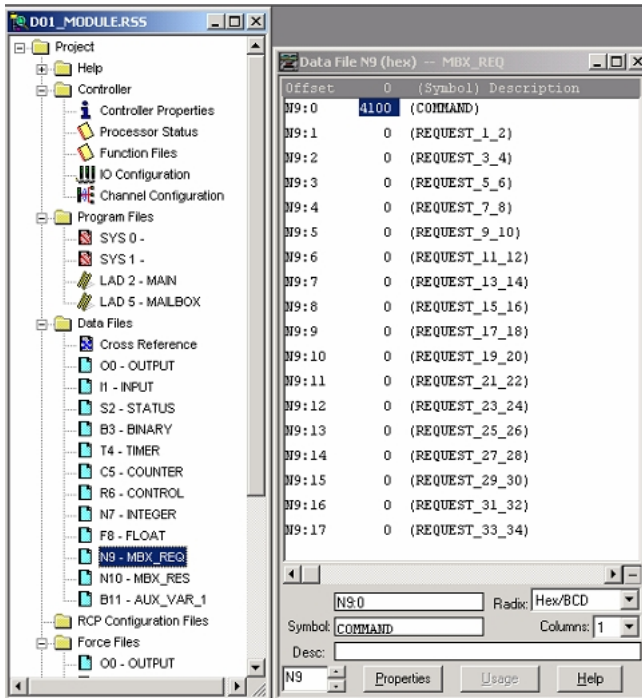 D01_MODULE.RSS
Project
Help
Controller
Controller Properties
Processor Status
Function Files
IO Configuration
Channel Configuration
Program Files
SYS 0 -
SYS 1 -
LAD 2 - MAIN
LAD 5 - MAILBOX
Data Files
Cross Reference
O0 - OUTPUT
I1 - INPUT
S2 - STATUS
B3 - BINARY
T4 - TIMER
C5 - COUNTER
R6 - CONTROL
N7 - INTEGER
F8 - FLOAT
N9 - MBX_REQ
N10 - MBX_RES
B11 - AUX_VAR_1
RCP Configuration Files
Force Files
O0 - OUTPUT
Data File N9 (hex) -- MBX_REQ
Offset 0 (Symbol) Description
N9:0 4100 (COMMAND)
N9:1 0 (REQUEST_1_2)
N9:2 0 (REQUEST_3_4)
N9:3 0 (REQUEST_5_6)
N9:4 0 (REQUEST_7_8)
N9:5 0 (REQUEST_9_10)
N9:6 0 (REQUEST_11_12)
N9:7 0 (REQUEST_13_14)
N9:8 0 (REQUEST_15_16)
N9:9 0 (REQUEST_17_18)
N9:10 0 (REQUEST_19_20)
N9:11 0 (REQUEST_21_22)
N9:12 0 (REQUEST_23_24)
N9:13 0 (REQUEST_25_26)
N9:14 0 (REQUEST_27_28)
N9:15 0 (REQUEST_29_30)
N9:16 0 (REQUEST_31_32)
N9:17 0 (REQUEST_33_34)
N9:0 Radix: Hex/BCD
Symbol: COMMAND Columns: 1
Desc:
N9 Properties Usage Help